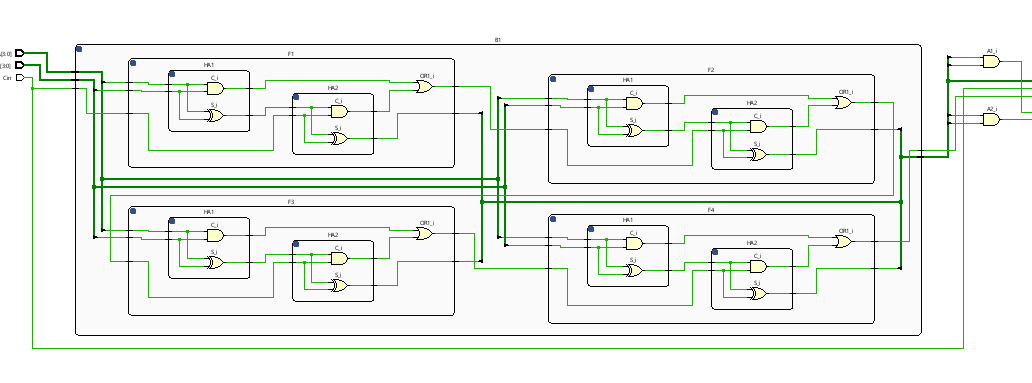 B1
A1_i
[3:0]
F1
[3:0]
HA1
OR1_i
F2
Cin
C_i
HA1
HA2
C_i
OR1_i
C_i
HA2
S_i
S_i
C_i
A2_i
S_i
S_i
F3
F4
HA1
OR1_i
HA1
C_i
HA2
C_i
OR1_i
HA2
S_i
C_i
S_i
C_i
S_i
S_i